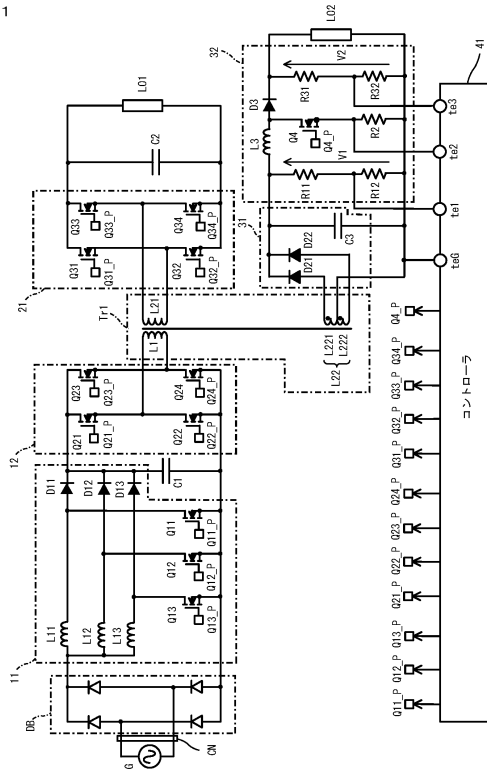 1
G
CN
DB
11
L11
L12
L13
D11
D12
D13
Q11
Q11_P
Q12
Q12_P
Q13
Q13_P
C1
12
Q21
Q21_P
Q22
Q22_P
Q23
Q23_P
Q24
Q24_P
Tr1
L1
L21
L221
L222
L22
21
Q31
Q31_P
Q32
Q32_P
Q33
Q33_P
Q34
Q34_P
C2
LO1
31
D21
D22
C3
32
L3
D3
Q4
Q4_P
R11
R12
V1
R2
R31
R32
V2
LO2
41
teG
te1
te2
te3
コントローラ
Q11_P
Q12_P
Q13_P
Q21_P
Q22_P
Q23_P
Q24_P
Q31_P
Q32_P
Q33_P
Q34_P
Q4_P